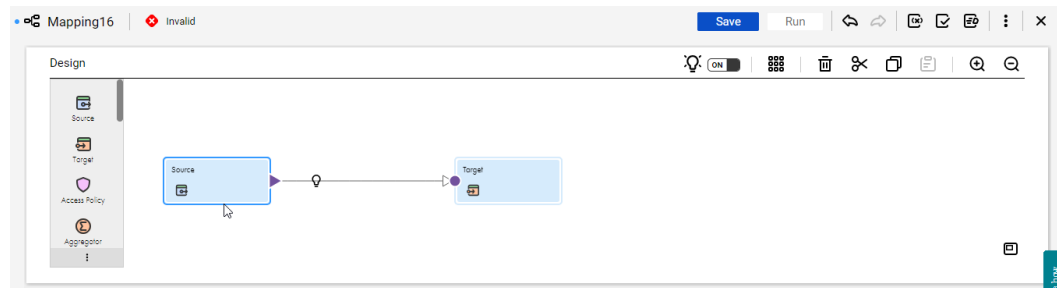 Mapping16
Invalid
Save
Run
Design
ON
Source
Target
Access Policy
Aggregator
Source
Target